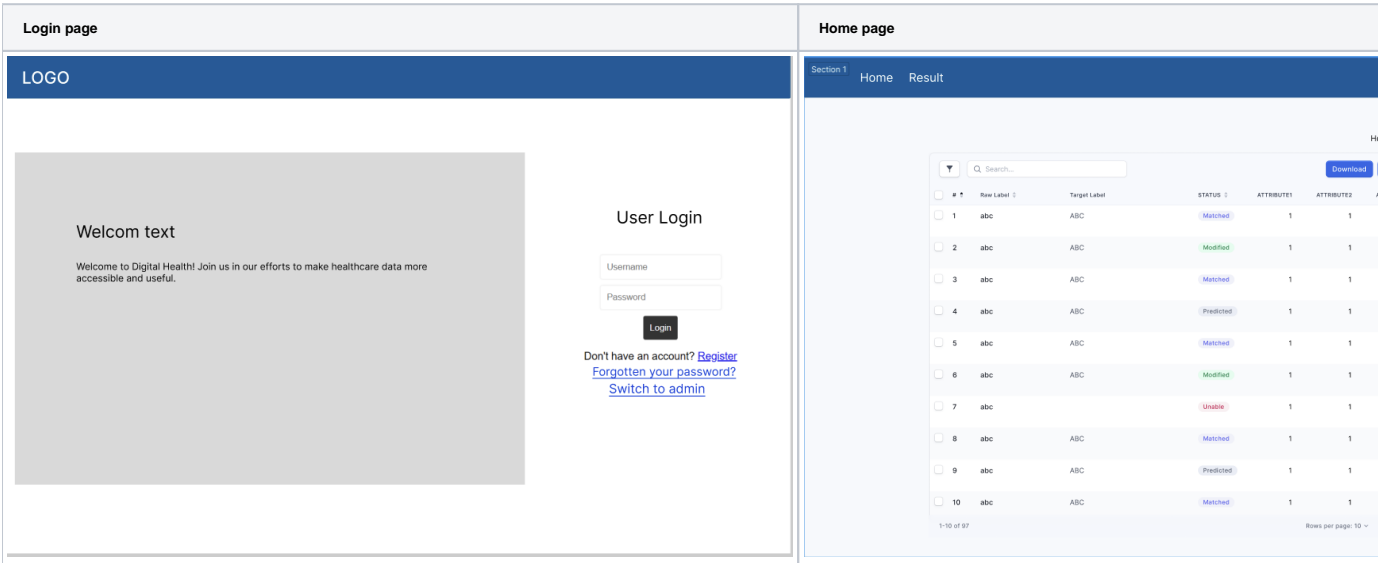 Login page
Home page
LOGO
Welcom text
Welcome to Digital Health! Join us in our efforts to make healthcare data more
accessible and useful.
User Login
Username
Password
Login
Don't have an account? Register
Forgotten your password?
Switch to admin
Section 1
Home Result
Search...
Download
# Raw Label Target Label STATUS ATTRIBUTE1 ATTRIBUTE2
1 abc ABC Matched 1 1
2 abc ABC Modified 1 1
3 abc ABC Matched 1 1
4 abc ABC Predicted 1 1
5 abc ABC Matched 1 1
6 abc ABC Modified 1 1
7 abc Unable 1 1
8 abc ABC Matched 1 1
9 abc ABC Predicted 1 1
10 abc ABC Matched 1 1
1-10 of 97
Rows per page: 10